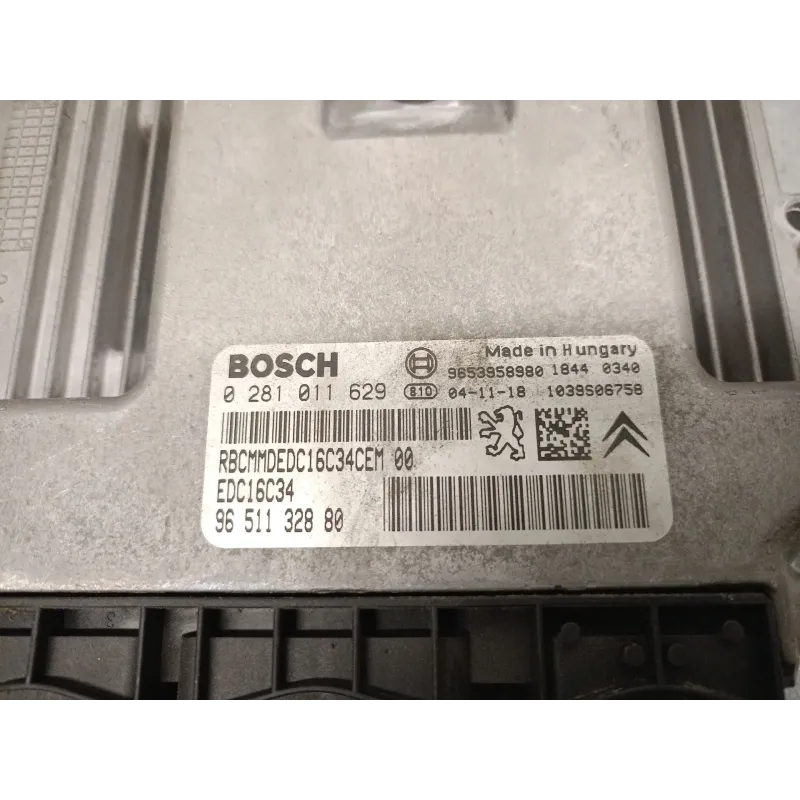 BOSCH
Made in Hungary
9653958980 1844 0340
0 281 011 629 810 04-11-18 1039S06758
RBCMMDEDC16C34CEM 00
EDC16C34
96 511 328 80
3